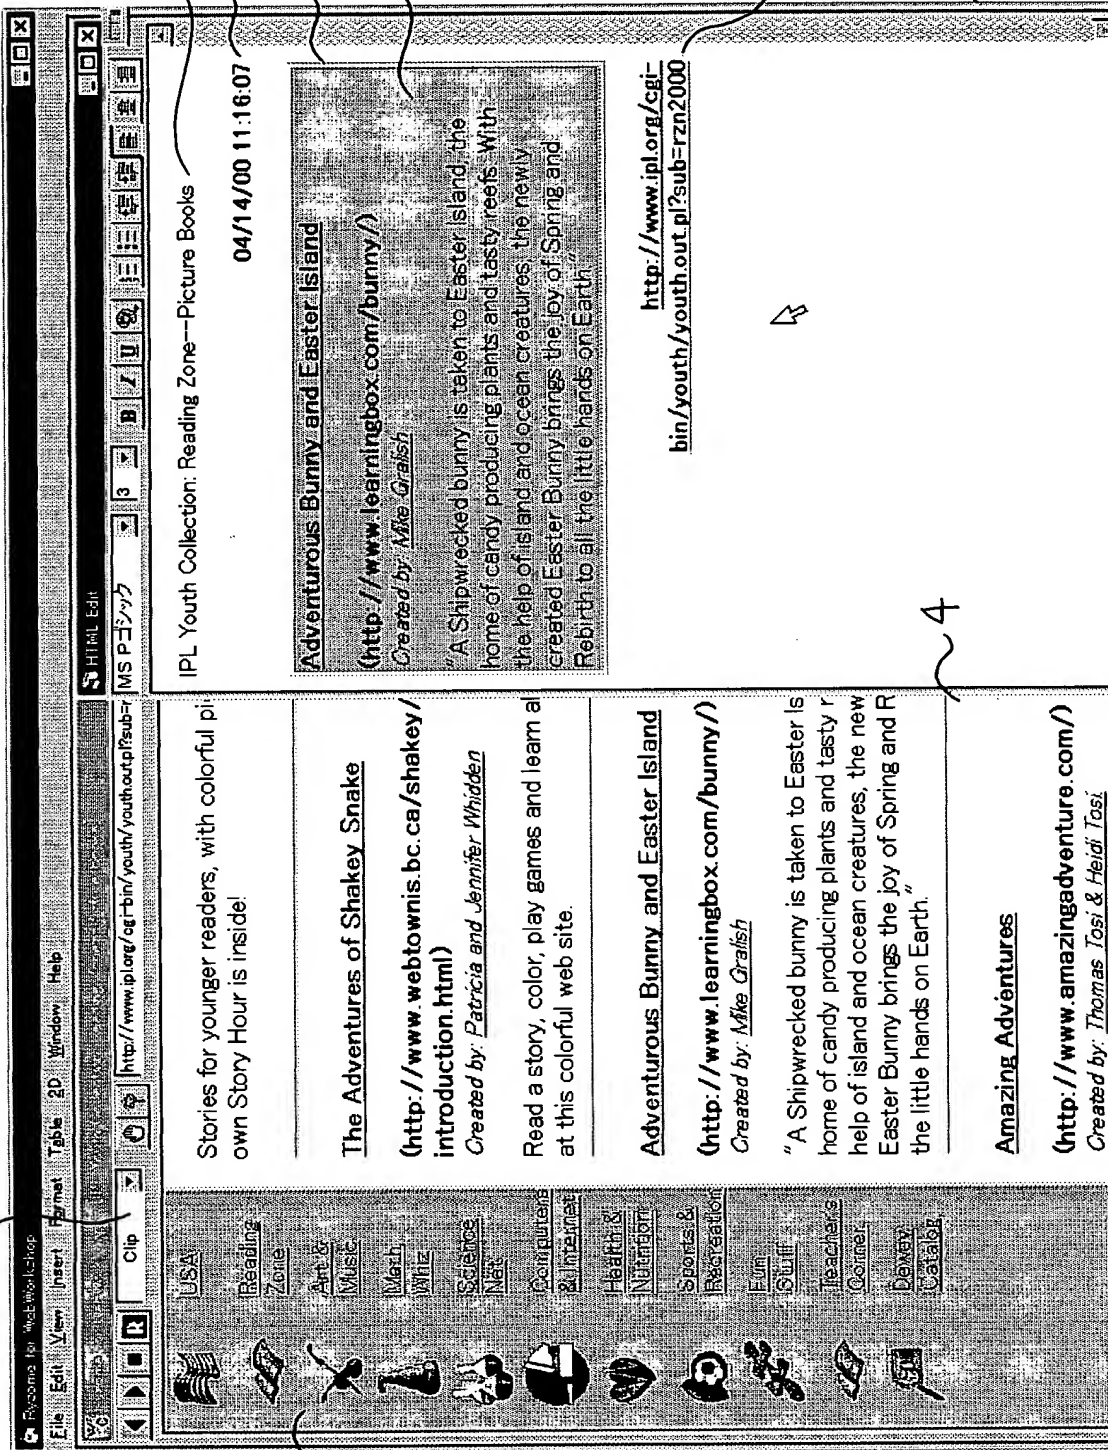 File Edit View Insert Format Table 2D Window Help
Clip
http://www.ipl.org/cgi-bin/youth/youth.out.pl?sub=r
USA
Reading
Zone
Art &
Music
Math
Whiz
Science
Net
Computers
& Internet
Health &
Nutrition
Sports &
Recreation
Fun
Stuff
Teacher's
Corner
Dewey
Catalog
Stories for younger readers, with colorful pi
own Story Hour is inside!
The Adventures of Shakey Snake
(http://www.webtownis.bc.ca/shakey/
introduction.html)
Created by: Patricia and Jennifer Whidden
Read a story, color, play games and learn al
at this colorful web site.
Adventurous Bunny and Easter Island
(http://www.learningbox.com/bunny/)
Created by: Mike Gralish
"A Shipwrecked bunny is taken to Easter Is
home of candy producing plants and tasty r
help of island and ocean creatures, the new
Easter Bunny brings the joy of Spring and R
the little hands on Earth."
Amazing Adventures
(http://www.amazingadventure.com/)
Created by: Thomas Tosi & Heidi Tosi
4
HTML Edit
MS Pゴシック 3 B I U
IPL Youth Collection: Reading Zone--Picture Books
04/14/00 11:16:07
Adventurous Bunny and Easter Island
(http://www.learningbox.com/bunny/)
Created by: Mike Gralish
"A Shipwrecked bunny is taken to Easter Island, the
home of candy producing plants and tasty reefs. With
the help of island and ocean creatures, the newly
created Easter Bunny brings the joy of Spring and
Rebirth to all the little hands on Earth."
http://www.ipl.org/cgi-
bin/youth/youth.out.pl?sub=rzn2000